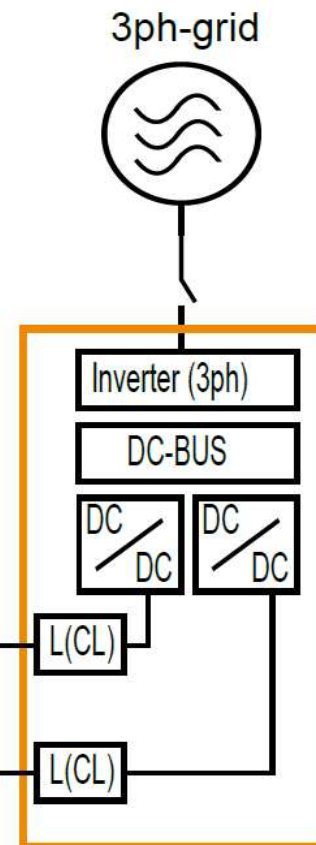 3ph-grid
Inverter (3ph)
DC-BUS
DC DC
DC DC
L(CL)
L(CL)